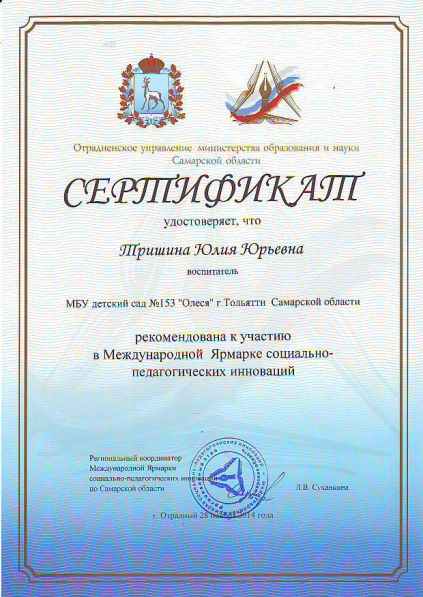 Отрадненское управление министерства образования и науки
Самарской области
СЕРТИФИКАТ
удостоверяет, что
Тришина Юлия Юрьевна
воспитатель
МБУ детский сад №153 "Олеся" г.Тольятти Самарской области
рекомендована к участию
в Международной Ярмарке социально-
педагогических инноваций
Региональный координатор
Международной Ярмарки
социально-педагогических инноваций
по Самарской области
Л.В. Суханкина
г. Отрадный 28 2014 года